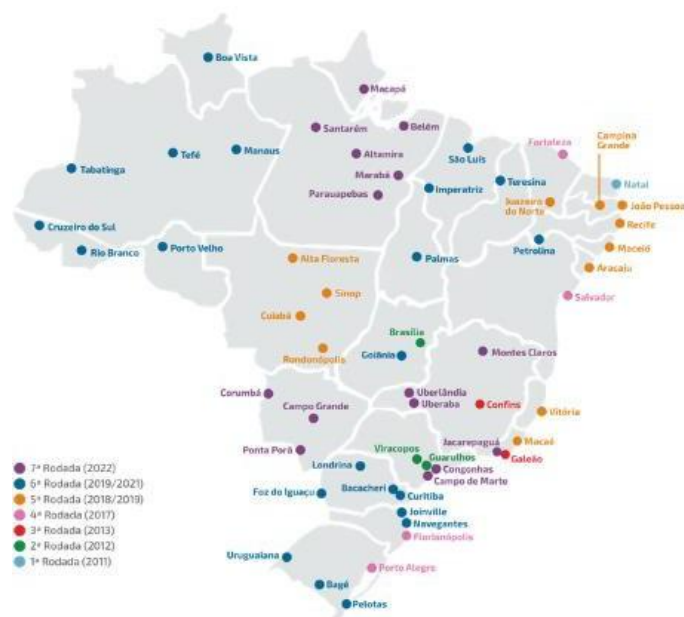 Boa Vista
Macapá
Santarém
Belém
Fortaleza
Campina
Grande
Tefé
Manaus
Altamira
São Luís
Tabatinga
Marabá
Teresina
Natal
Parauapebas
Imperatriz
Juazeiro
do Norte
João Pessoa
Cruzeiro do Sul
Recife
Rio Branco
Porto Velho
Petrolina
Maceió
Alta Floresta
Palmas
Aracaju
Sinop
Salvador
Cuiabá
Brasília
Rondonópolis
Goiânia
Montes Claros
Corumbá
Uberlândia
Uberaba
Confins
Campo Grande
Vitória
Macaé
Ponta Porã
Jacarepaguá
Viracopos
Galeão
Guarulhos
Londrina
Congonhas
Campo de Marte
Foz do Iguaçu
Bacacheri
Curitiba
Joinville
Navegantes
Florianópolis
Uruguaiana
Porto Alegre
Bagé
Pelotas
7ª Rodada (2022)
6ª Rodada (2019/2021)
5ª Rodada (2018/2019)
4ª Rodada (2017)
3ª Rodada (2013)
2ª Rodada (2012)
1ª Rodada (2011)